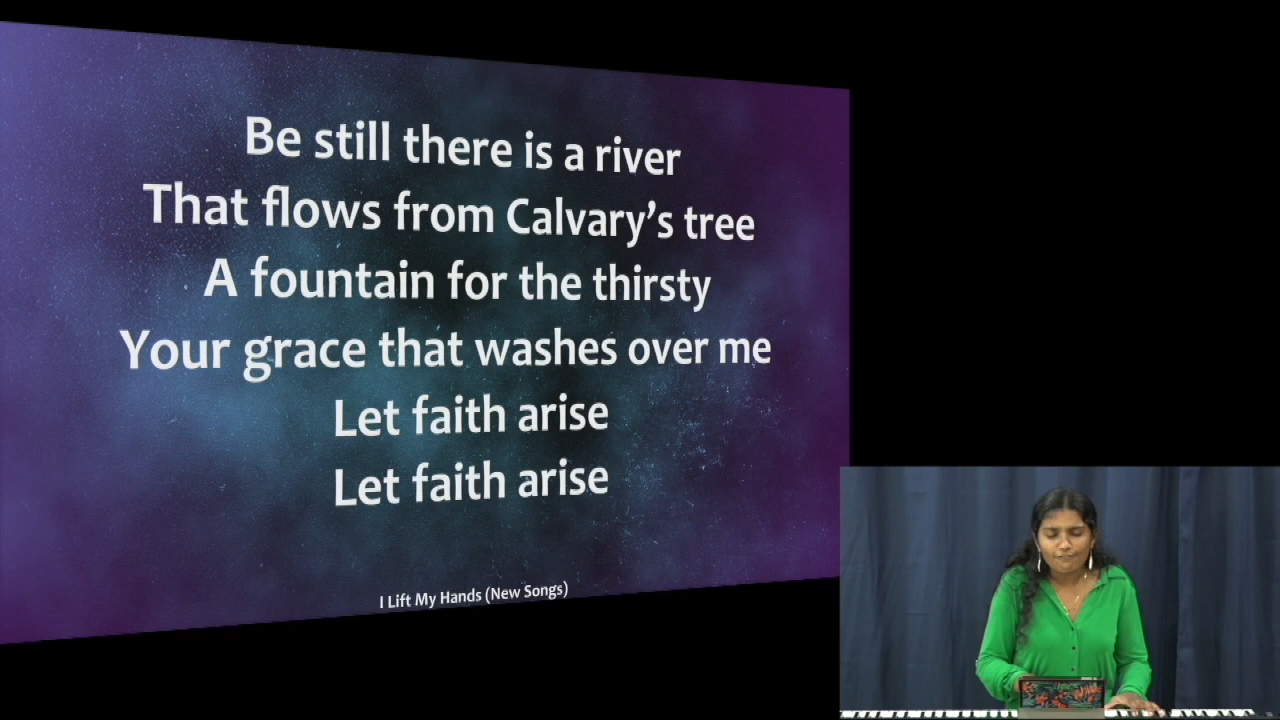 Be still there is a river
That flows from Calvary’s tree
A fountain for the thirsty
Your grace that washes over me
Let faith arise
Let faith arise
I Lift My Hands (New Songs)